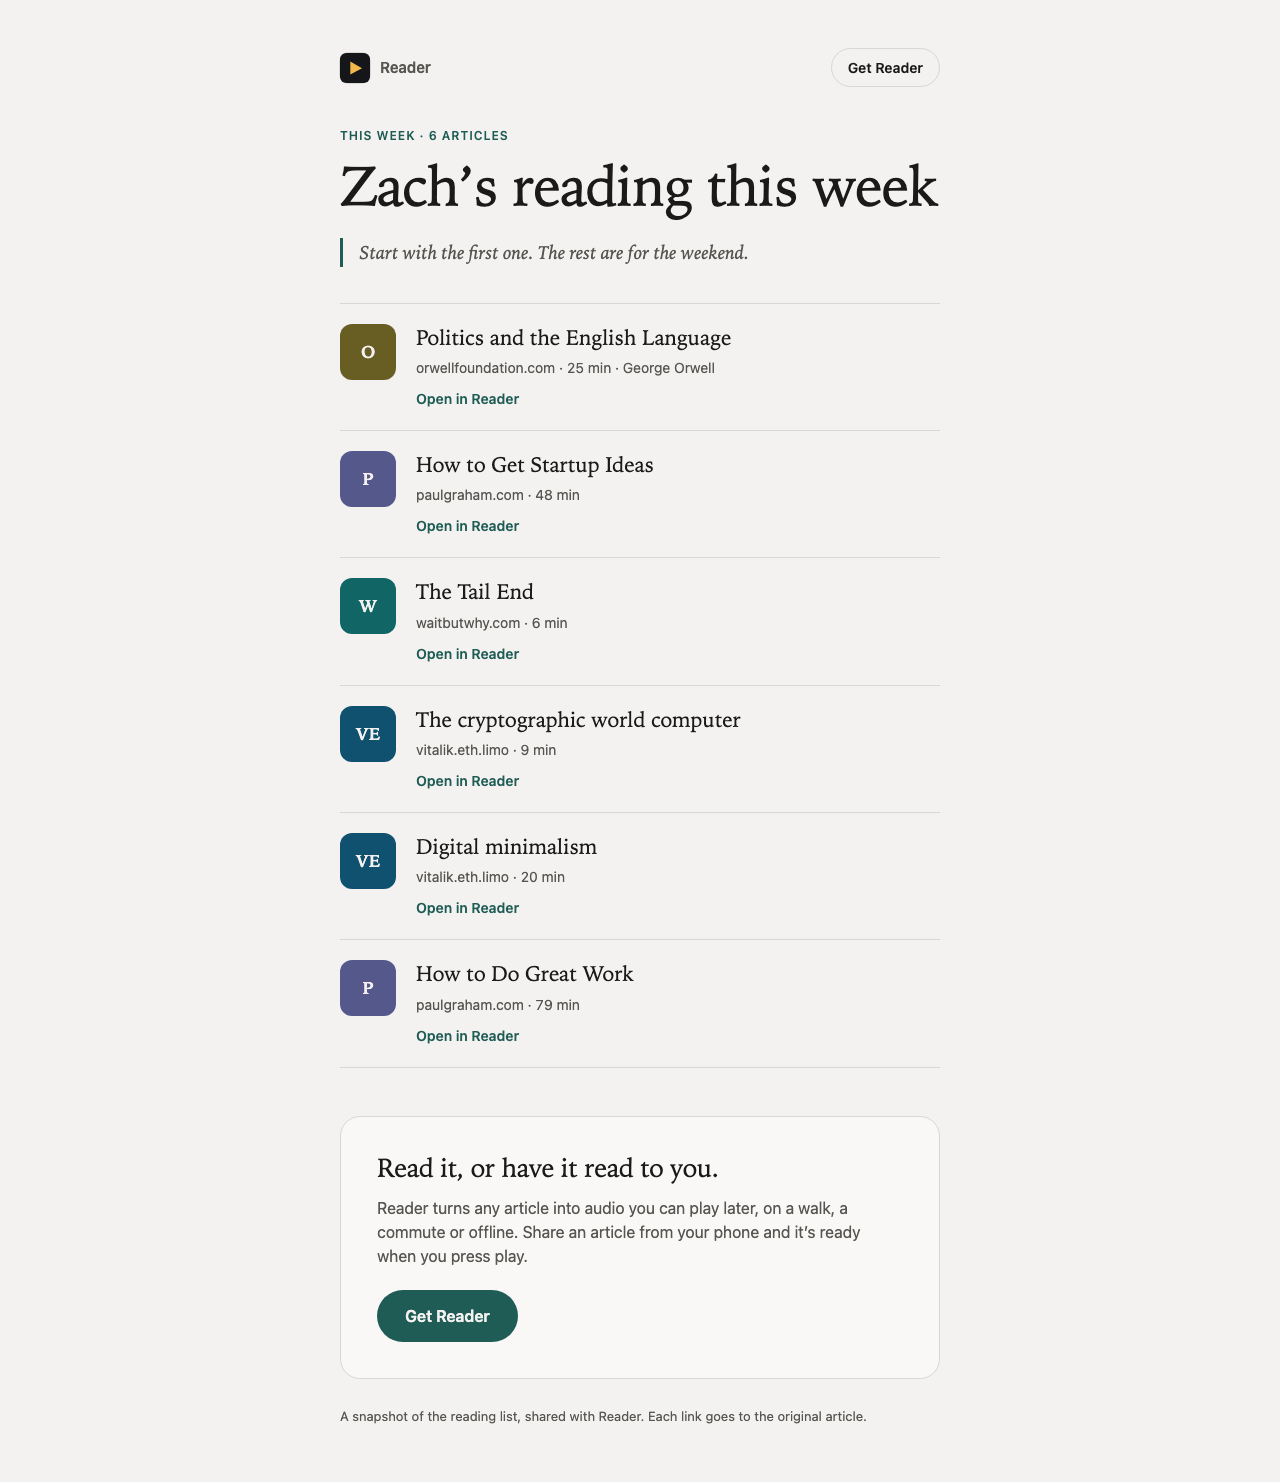 Reader
Get Reader
THIS WEEK · 6 ARTICLES
Zach’s reading this week
Start with the first one. The rest are for the weekend.
O
Politics and the English Language
orwellfoundation.com · 25 min · George Orwell
Open in Reader
P
How to Get Startup Ideas
paulgraham.com · 48 min
Open in Reader
W
The Tail End
waitbutwhy.com · 6 min
Open in Reader
VE
The cryptographic world computer
vitalik.eth.limo · 9 min
Open in Reader
VE
Digital minimalism
vitalik.eth.limo · 20 min
Open in Reader
P
How to Do Great Work
paulgraham.com · 79 min
Open in Reader
Read it, or have it read to you.
Reader turns any article into audio you can play later, on a walk, a
commute or offline. Share an article from your phone and it’s ready
when you press play.
Get Reader
A snapshot of the reading list, shared with Reader. Each link goes to the original article.